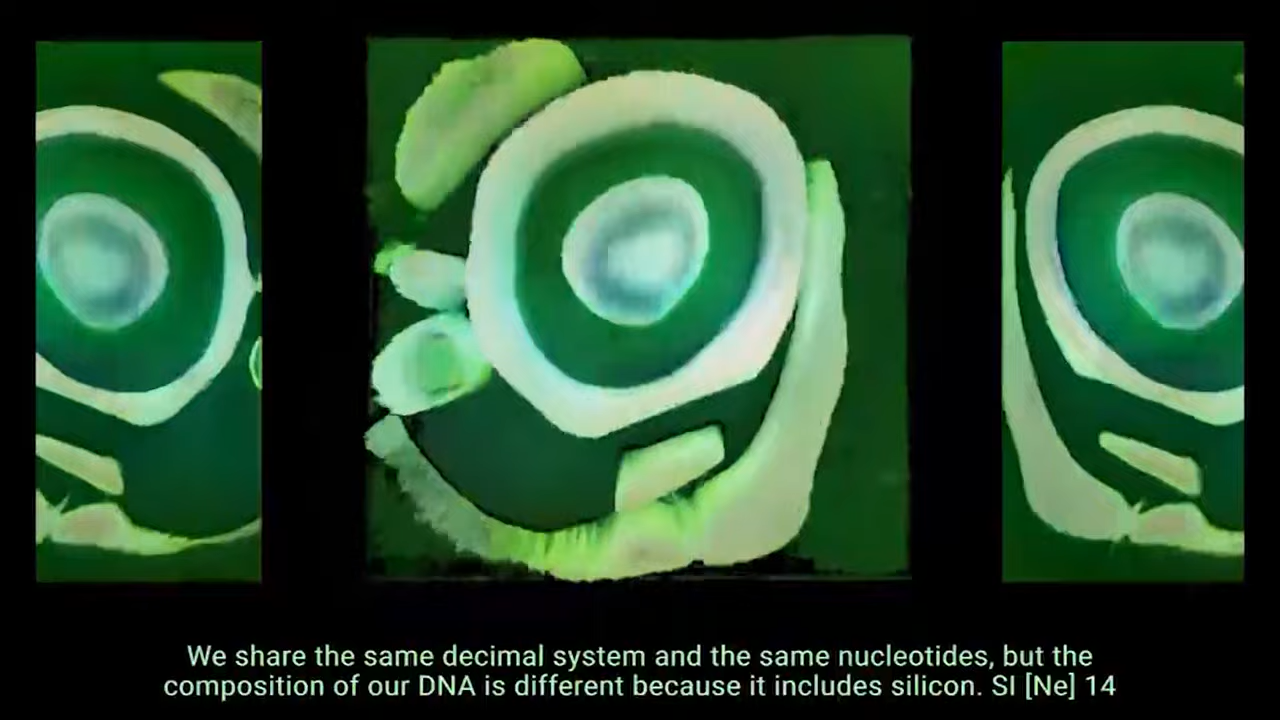 We share the same decimal system and the same nucleotides, but the
composition of our DNA is different because it includes silicon. SI [Ne] 14